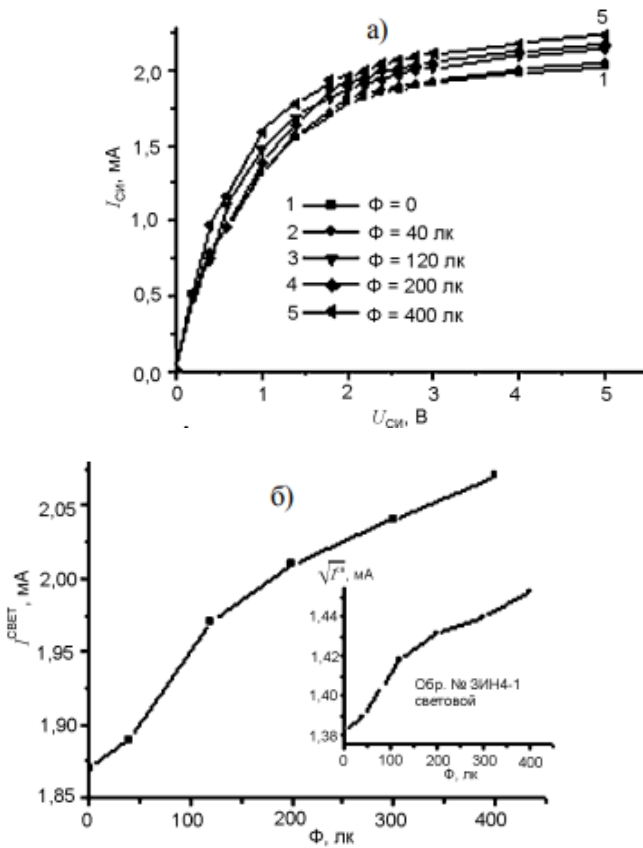 а)
5
2,0
1,5
1,0
0,5
0,0
I_СИ, мА
1
1 Φ = 0
2 Φ = 40 лк
3 Φ = 120 лк
4 Φ = 200 лк
5 Φ = 400 лк
0 1 2 3 4 5
U_СИ, В
б)
2,05
2,00
1,95
1,90
1,85
I^СВЕТ, мА
, мА
1,44
1,42
1,40
1,38
Обр. № ЗИН4-1
световой
0 100 200 300 400
Ф, лк
0 100 200 300 400
Ф, лк